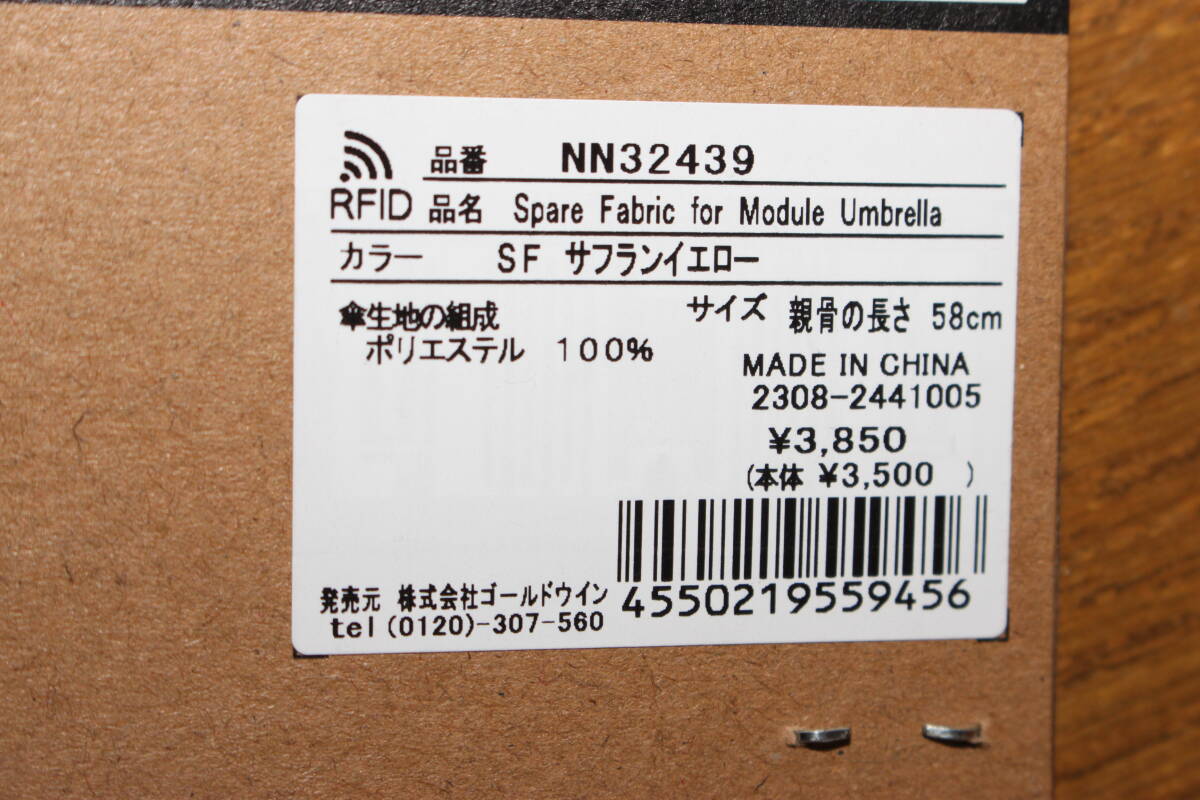 品番 NN32439
RFID 品名 Spare Fabric for Module Umbrella
カラー SF サフランイエロー
傘生地の組成 サイズ 親骨の長さ 58cm
ポリエステル 100%
MADE IN CHINA
2308-2441005
¥3,850
(本体 ¥3,500 )
発売元 株式会社ゴールドウイン
tel(0120)-307-560
4550219559456